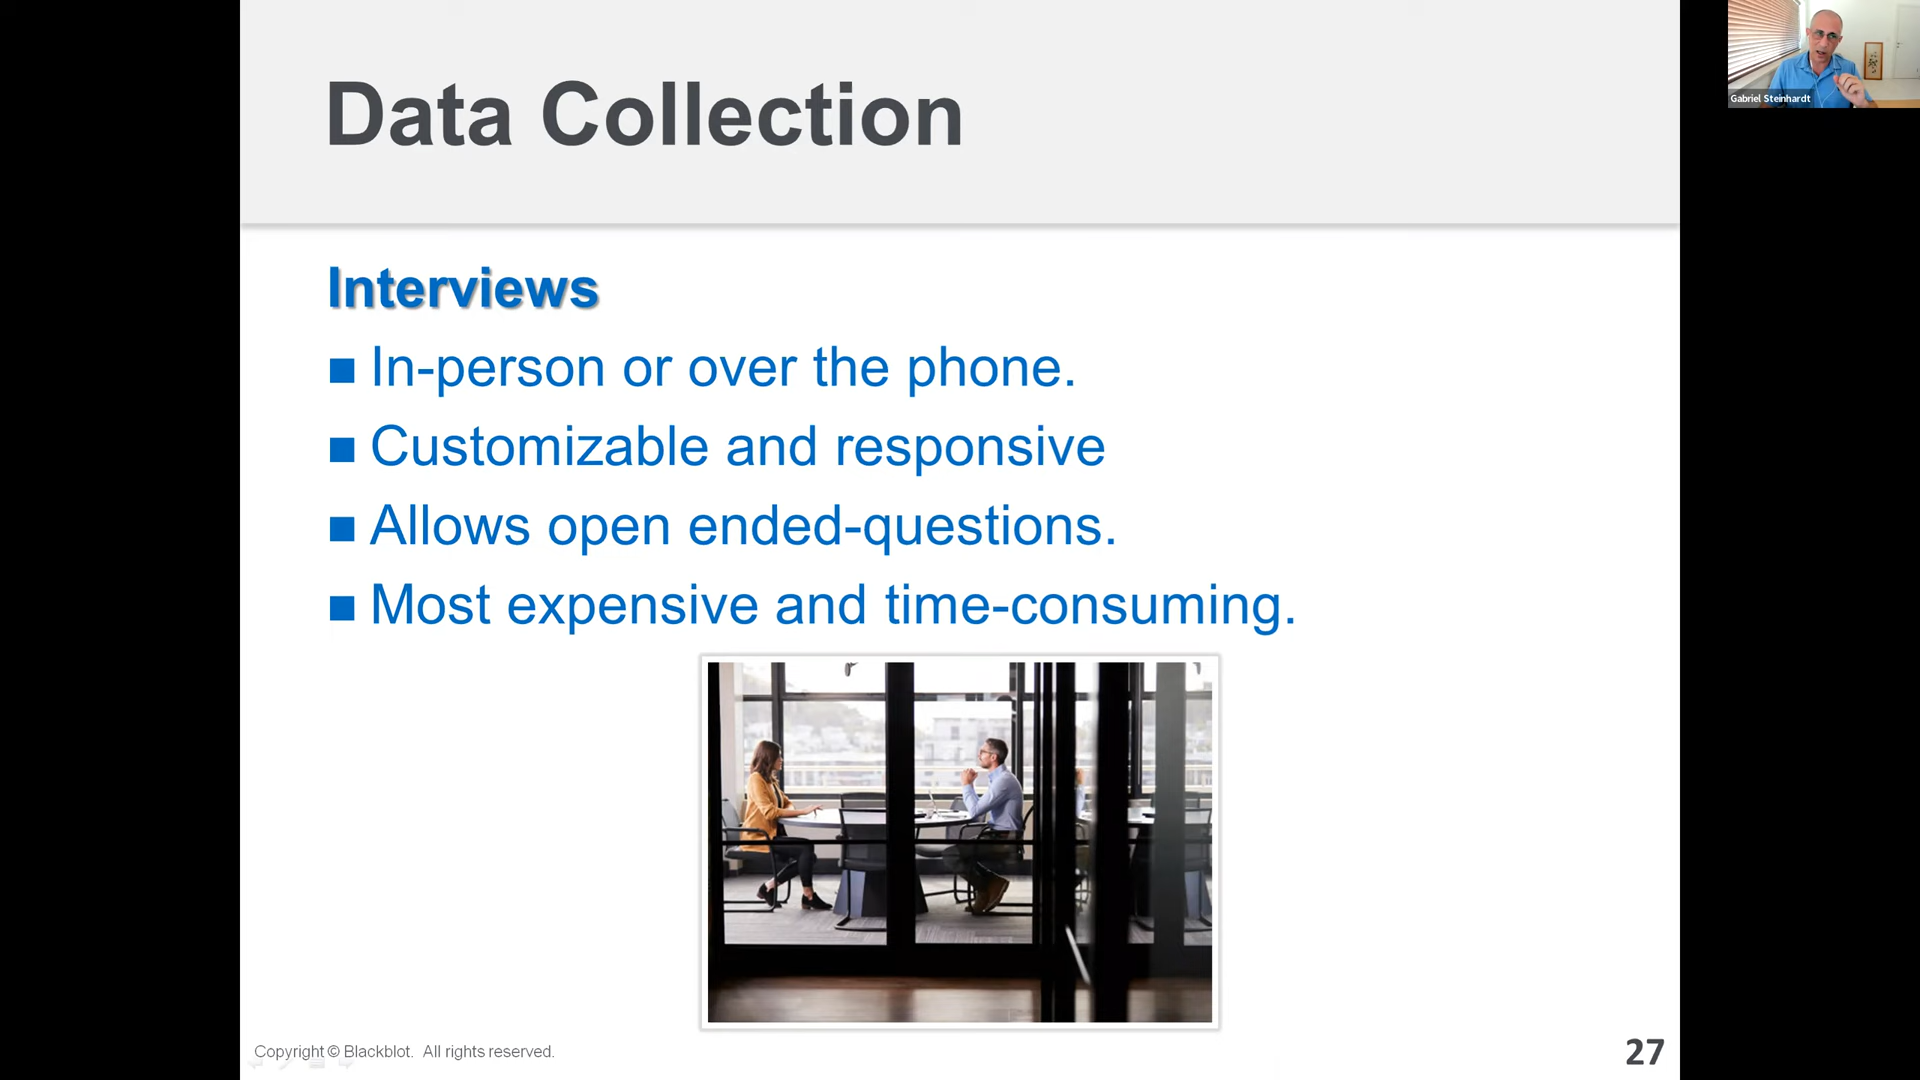 Data Collection
Gabriel Steinhardt
Interviews
In-person or over the phone.
Customizable and responsive
Allows open ended-questions.
Most expensive and time-consuming.
Copyright © Blackblot. All rights reserved.
27